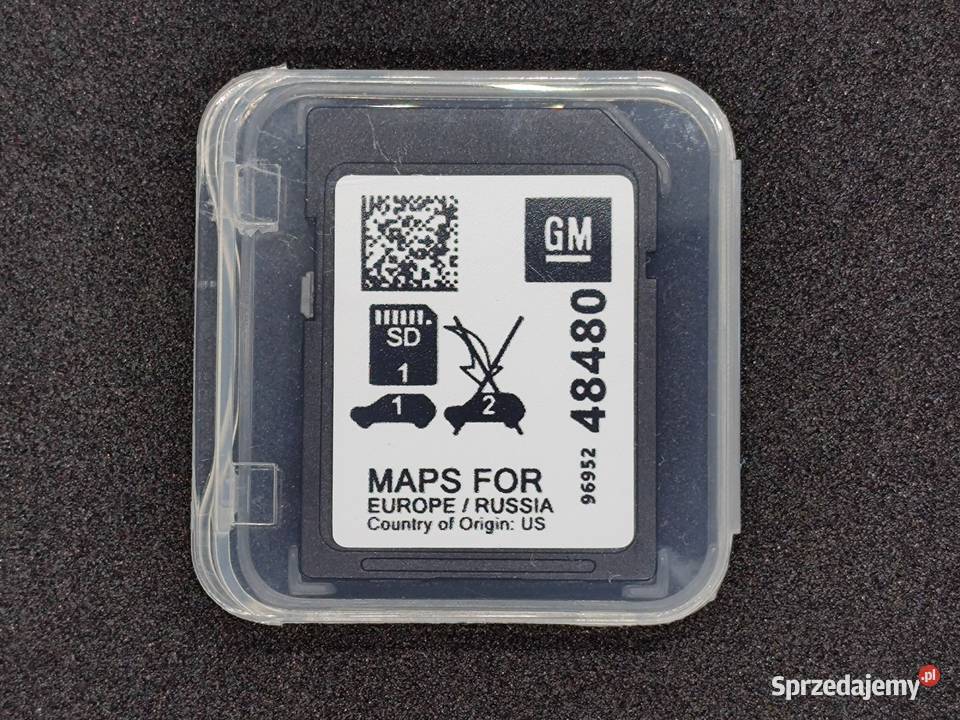 GM
SD
1
1
2
96952 48480
MAPS FOR
EUROPE / RUSSIA
Country of Origin: US
Sprzedajemy.pl